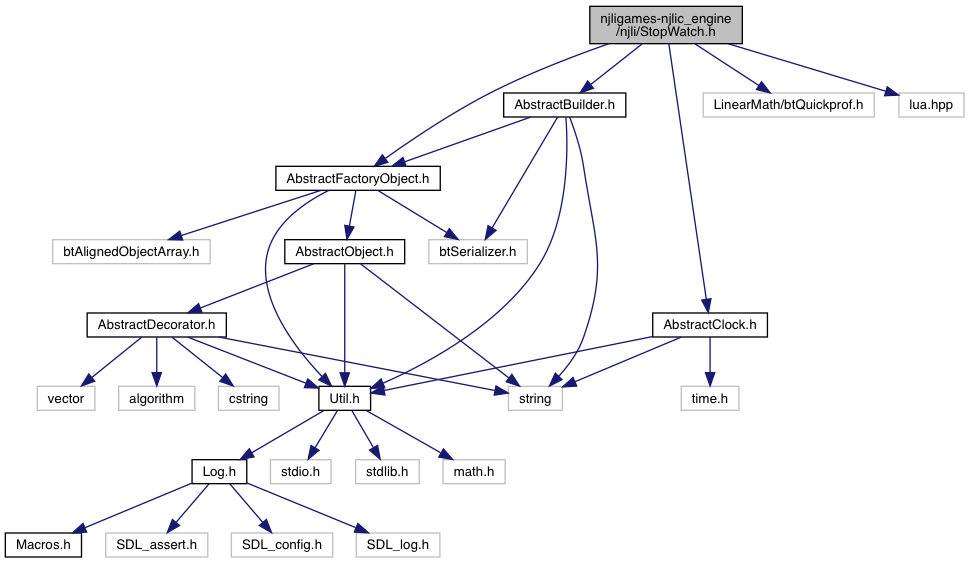 njligames-njlic_engine
/njli/StopWatch.h
AbstractBuilder.h
LinearMath/btQuickprof.h
lua.hpp
AbstractFactoryObject.h
btAlignedObjectArray.h
AbstractObject.h
btSerializer.h
AbstractDecorator.h
AbstractClock.h
vector
algorithm
cstring
Util.h
string
time.h
Log.h
stdio.h
stdlib.h
math.h
Macros.h
SDL_assert.h
SDL_config.h
SDL_log.h